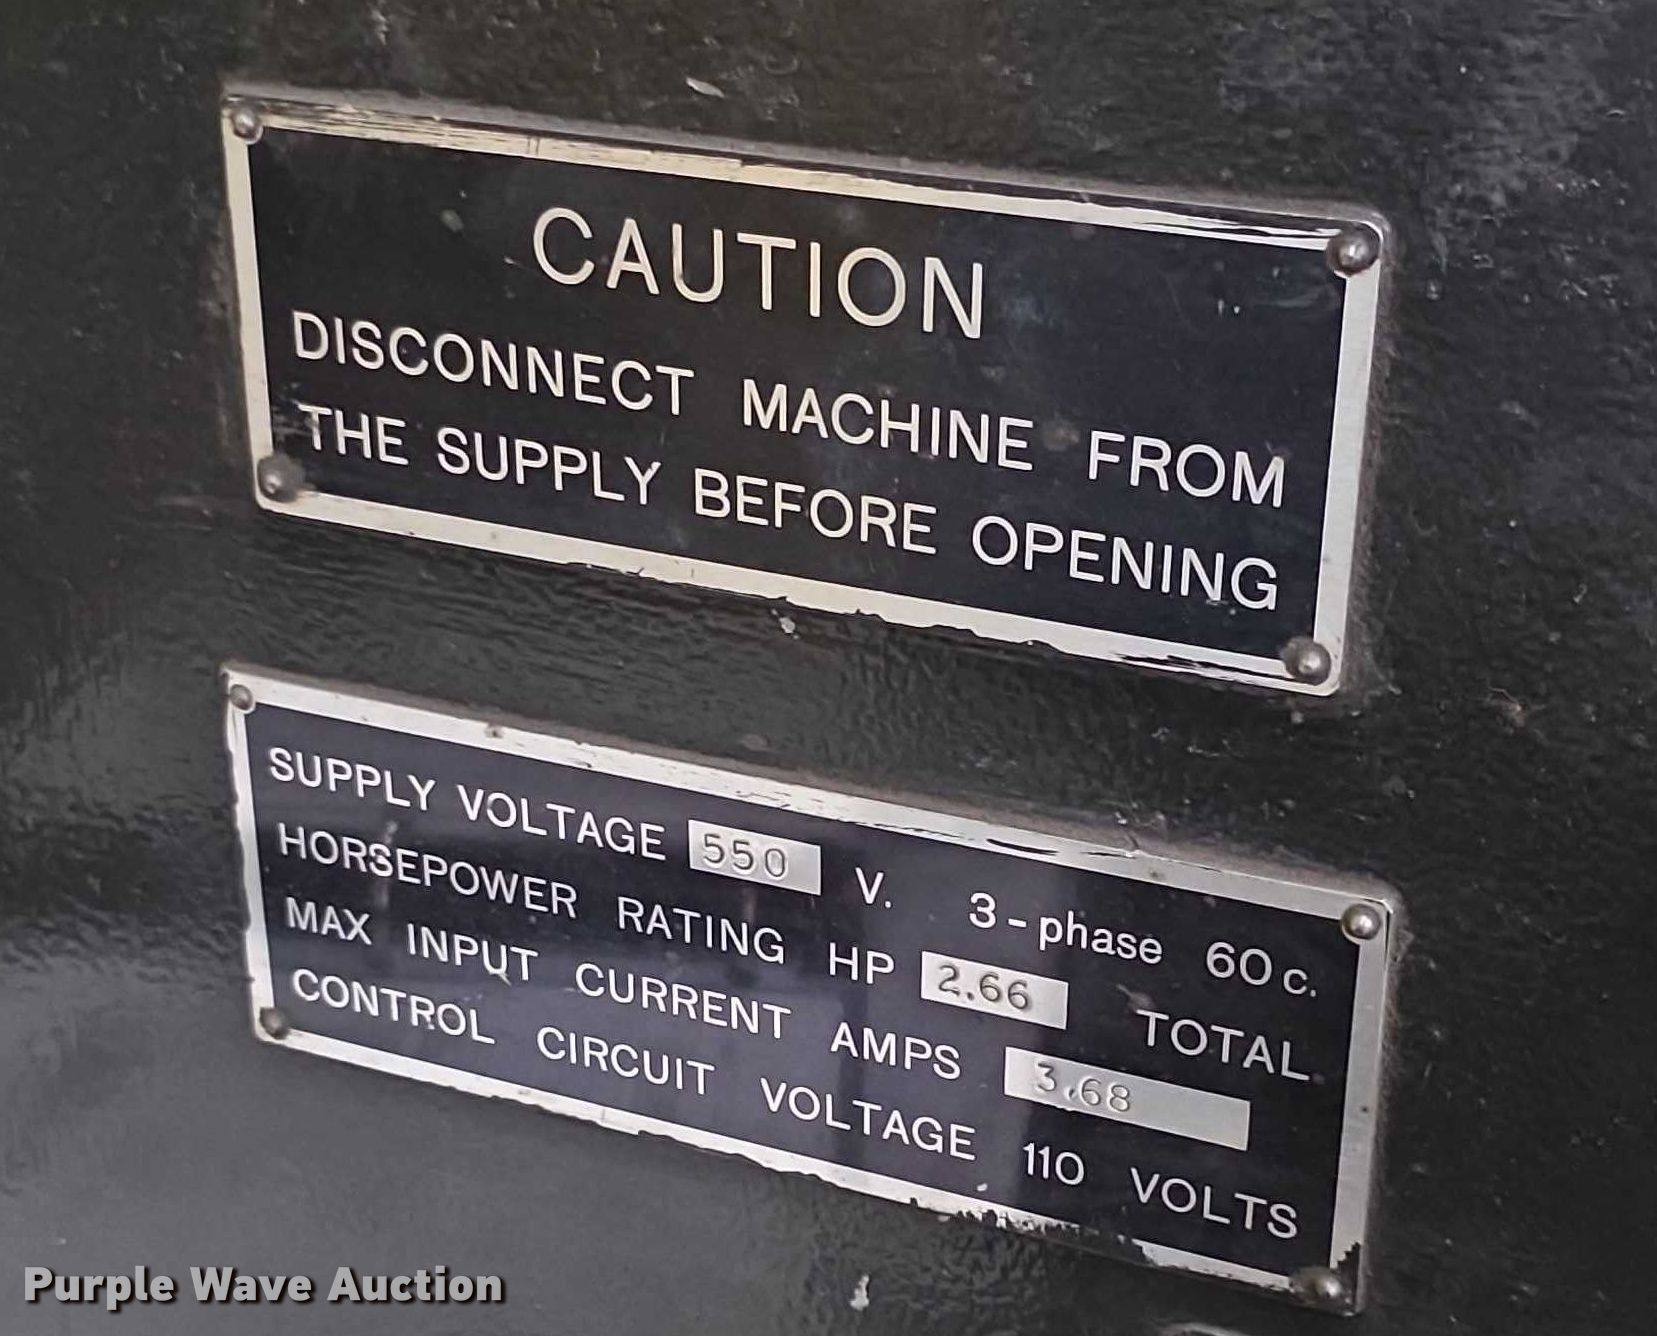 CAUTION
DISCONNECT MACHINE FROM
THE SUPPLY BEFORE OPENING
SUPPLY VOLTAGE 550 V. 3-phase 60c.
HORSEPOWER RATING HP 2.66 TOTAL
MAX INPUT CURRENT AMPS 3.68
CONTROL CIRCUIT VOLTAGE 110 VOLTS
Purple Wave Auction